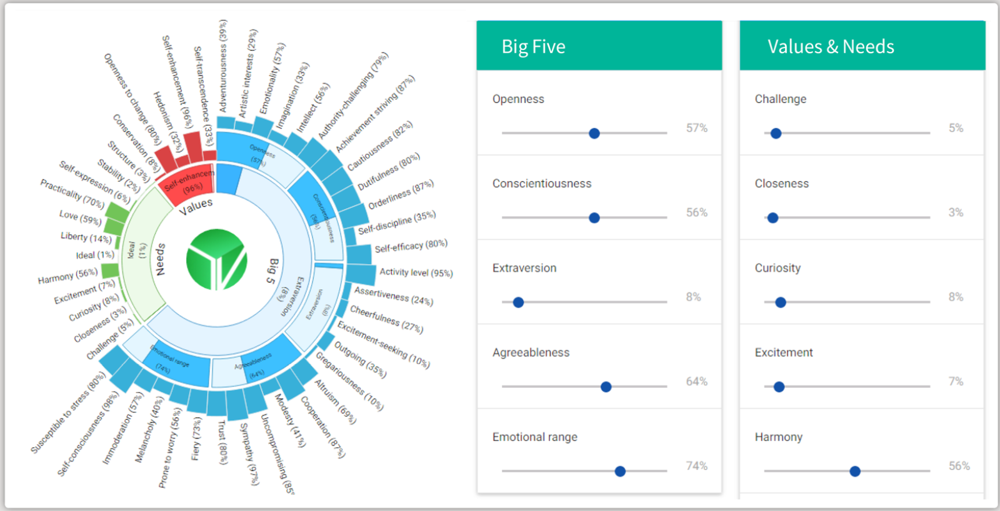 Adventurousness (39%)
Artistic interests (29%)
Emotionality (57%)
Imagination (33%)
Intellect (56%)
Authority-challenging (79%)
Achievement striving (87%)
Cautiousness (82%)
Dutifulness (80%)
Orderliness (87%)
Self-discipline (35%)
Self-efficacy (80%)
Activity level (95%)
Assertiveness (24%)
Cheerfulness (27%)
Excitement-seeking (10%)
Outgoing (35%)
Gregariousness (10%)
Altruism (69%)
Cooperation (87%)
Modesty (41%)
Uncompromising (85°
Sympathy (97%)
Trust (80%)
Fiery (73%)
Prone to worry (56%)
Melancholy (40%)
Immoderation (57%)
Self-consciousness (98%)
Susceptible to stress (80%)
Challenge (5%)
Closeness (3%)
Curiosity (8%)
Excitement (7%)
Harmony (56%)
Ideal (1%)
Liberty (14%)
Love (59%)
Practicality (70%)
Self-expression (6%)
Stability (2%)
Structure (3%)
Conservation (8%)
Openness to change (80%)
Hedonism (32%)
Self-enhancement (96%)
Self-transcendence (33%)
Openness
(57%)
Conscientiousness
(56%)
Extraversion
(8%)
Agreeableness
(64%)
Emotional range
(74%)
Ideal
(1%)
Self-enhancem
(96%)
Extraversion
(8%)
Values
Needs
Big 5
Big Five
Openness
57%
Conscientiousness
56%
Extraversion
8%
Agreeableness
64%
Emotional range
74%
Values & Needs
Challenge
5%
Closeness
3%
Curiosity
8%
Excitement
7%
Harmony
56%